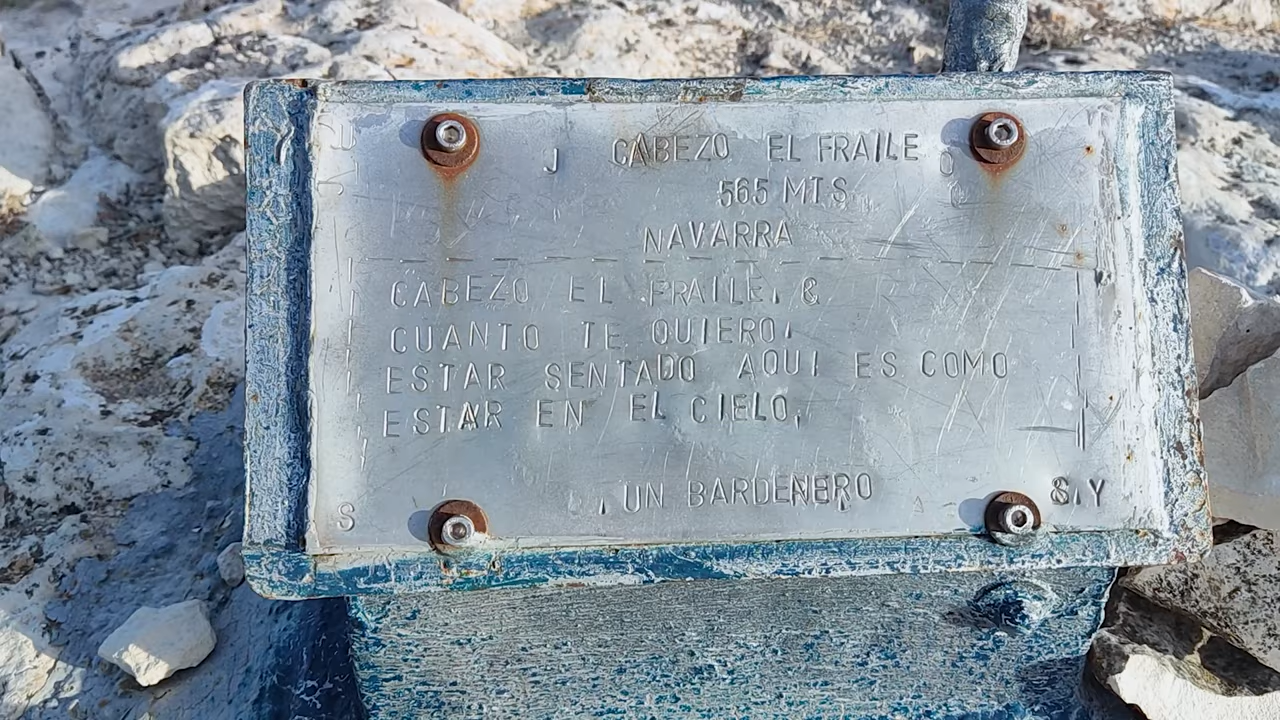 J CABEZO EL FRAILE O
565 MTS.
NAVARRA
CABEZO EL FRAILE, &
CUANTO TE QUIERO,
ESTAR SENTADO AQUI ES COMO
ESTAR EN EL CIELO,
, UN BARDENERO
S
S,Y